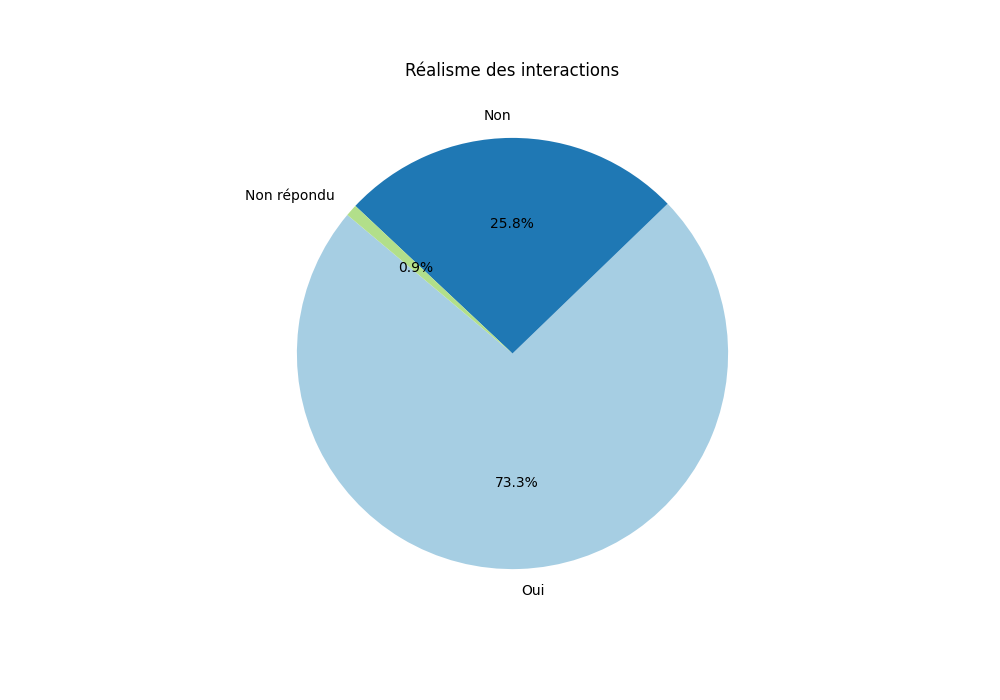 Réalisme des interactions
Non
Non répondu
25.8%
0.9%
73.3%
Oui